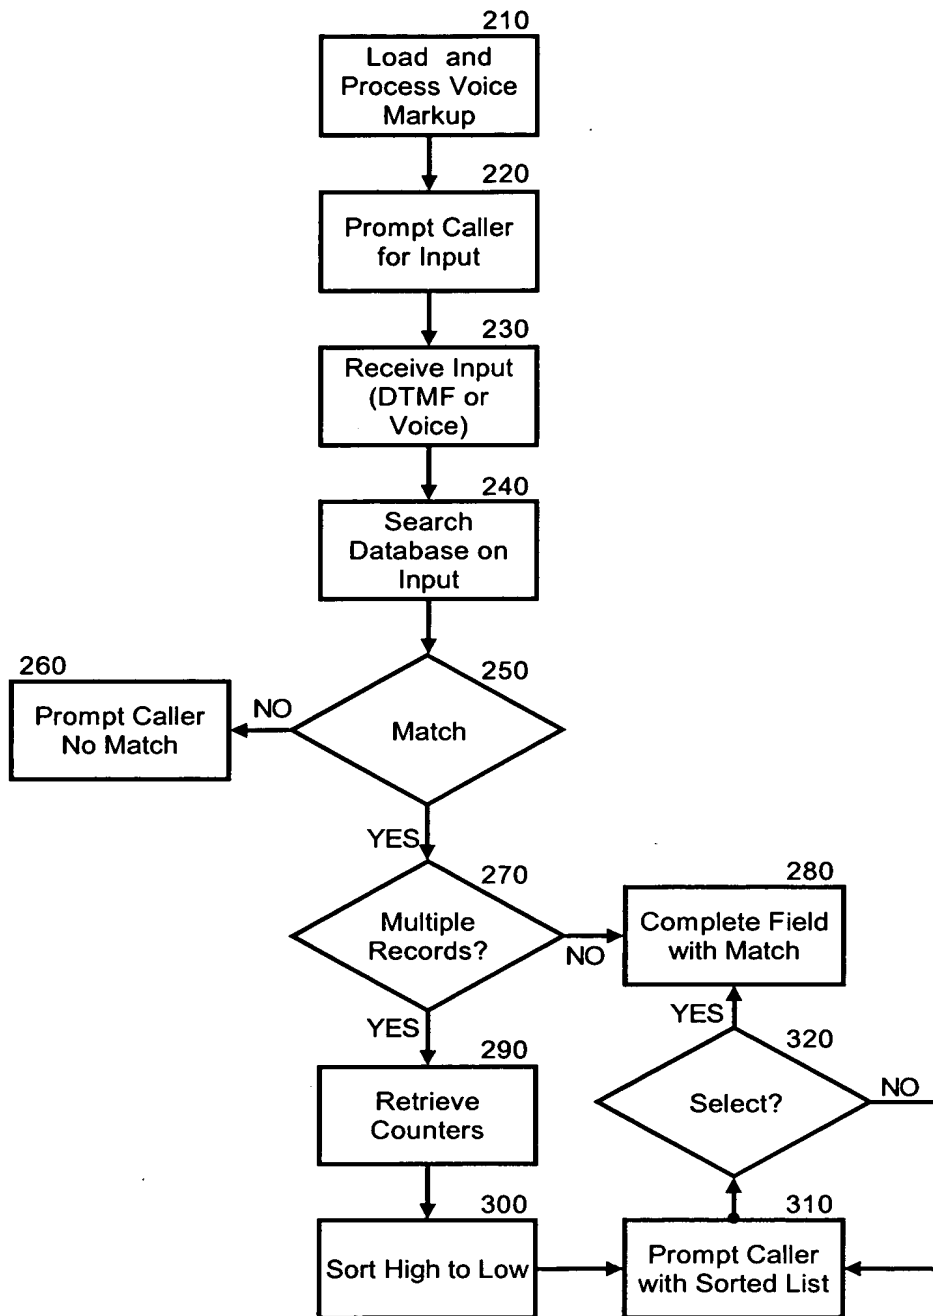 210
Load and
Process Voice
Markup
220
Prompt Caller
for Input
230
Receive Input
(DTMF or
Voice)
240
Search
Database on
Input
250
Match
NO
260
Prompt Caller
No Match
YES
270
Multiple
Records?
NO
280
Complete Field
with Match
YES
290
Retrieve
Counters
YES
320
Select?
NO
300
Sort High to Low
310
Prompt Caller
with Sorted List